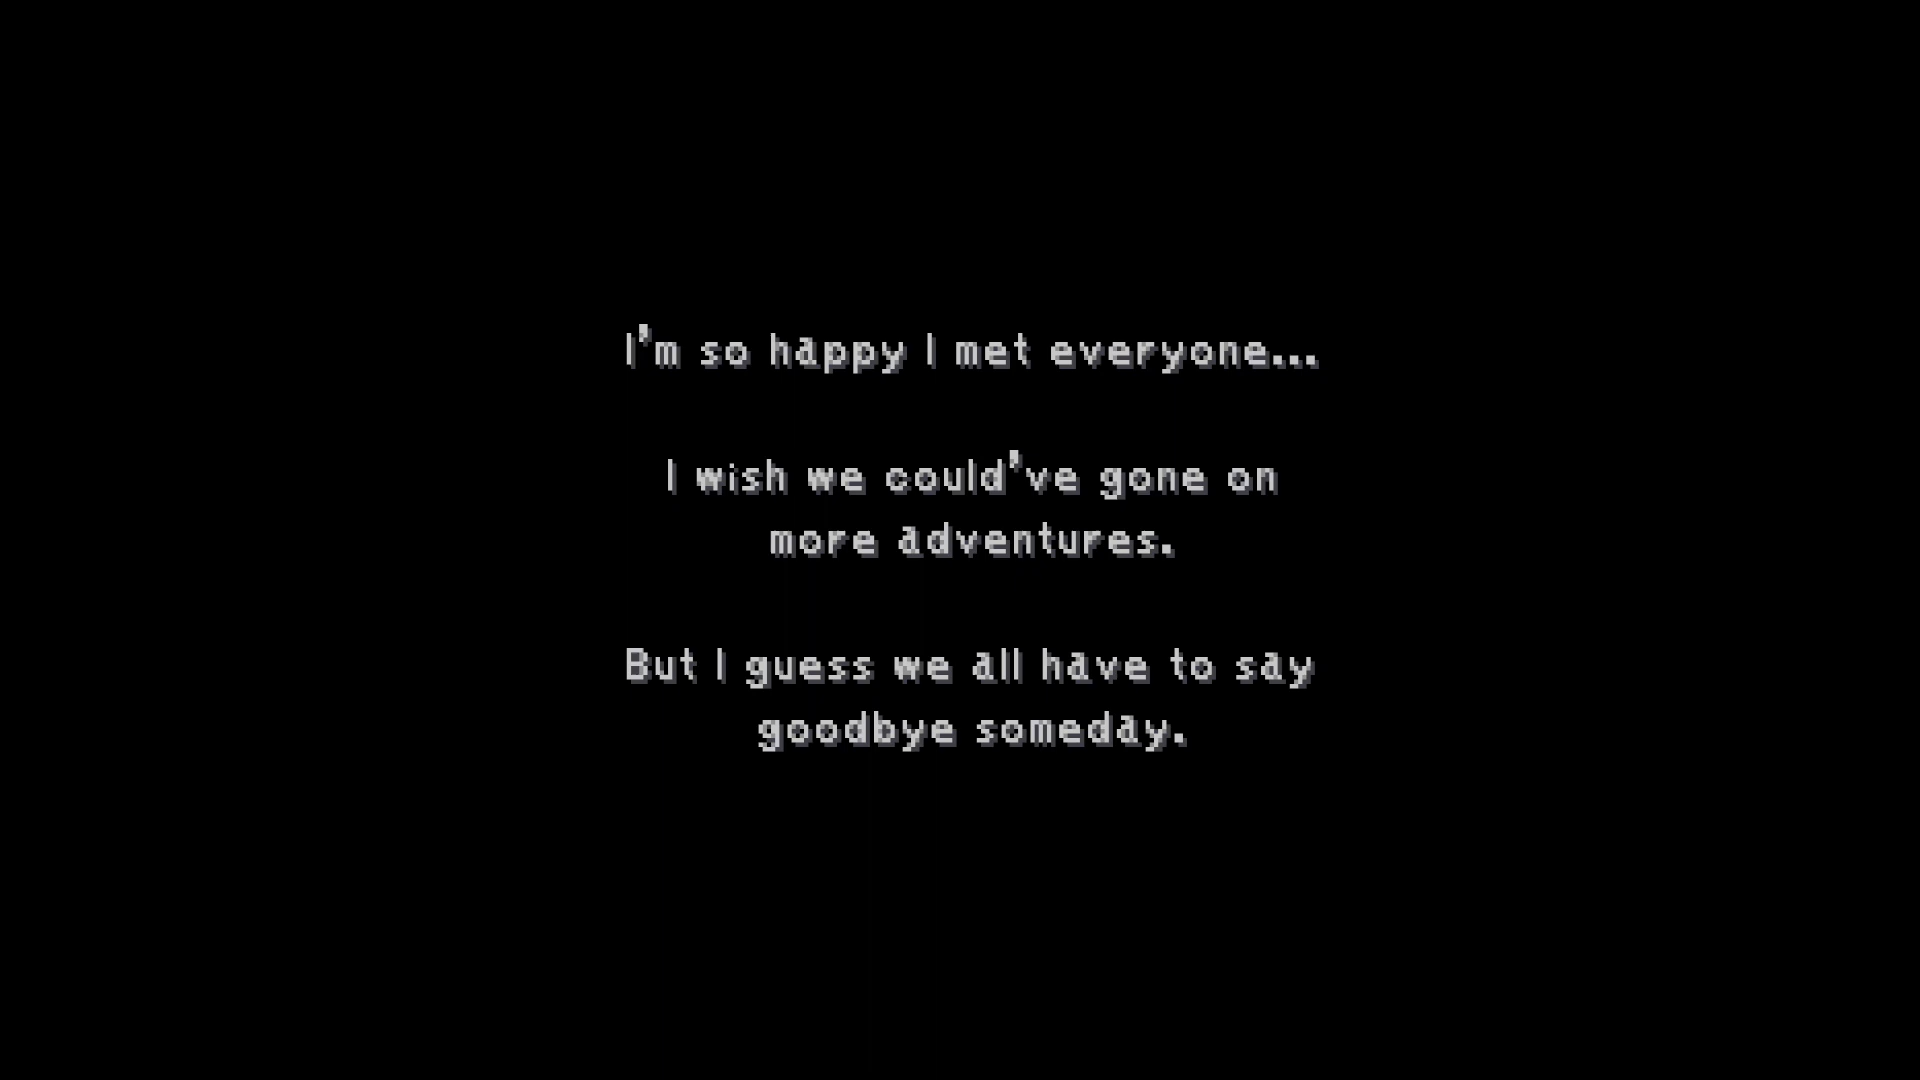 I'm so happy I met everyone...
I wish we could've gone on
more adventures.
But I guess we all have to say
goodbye someday.